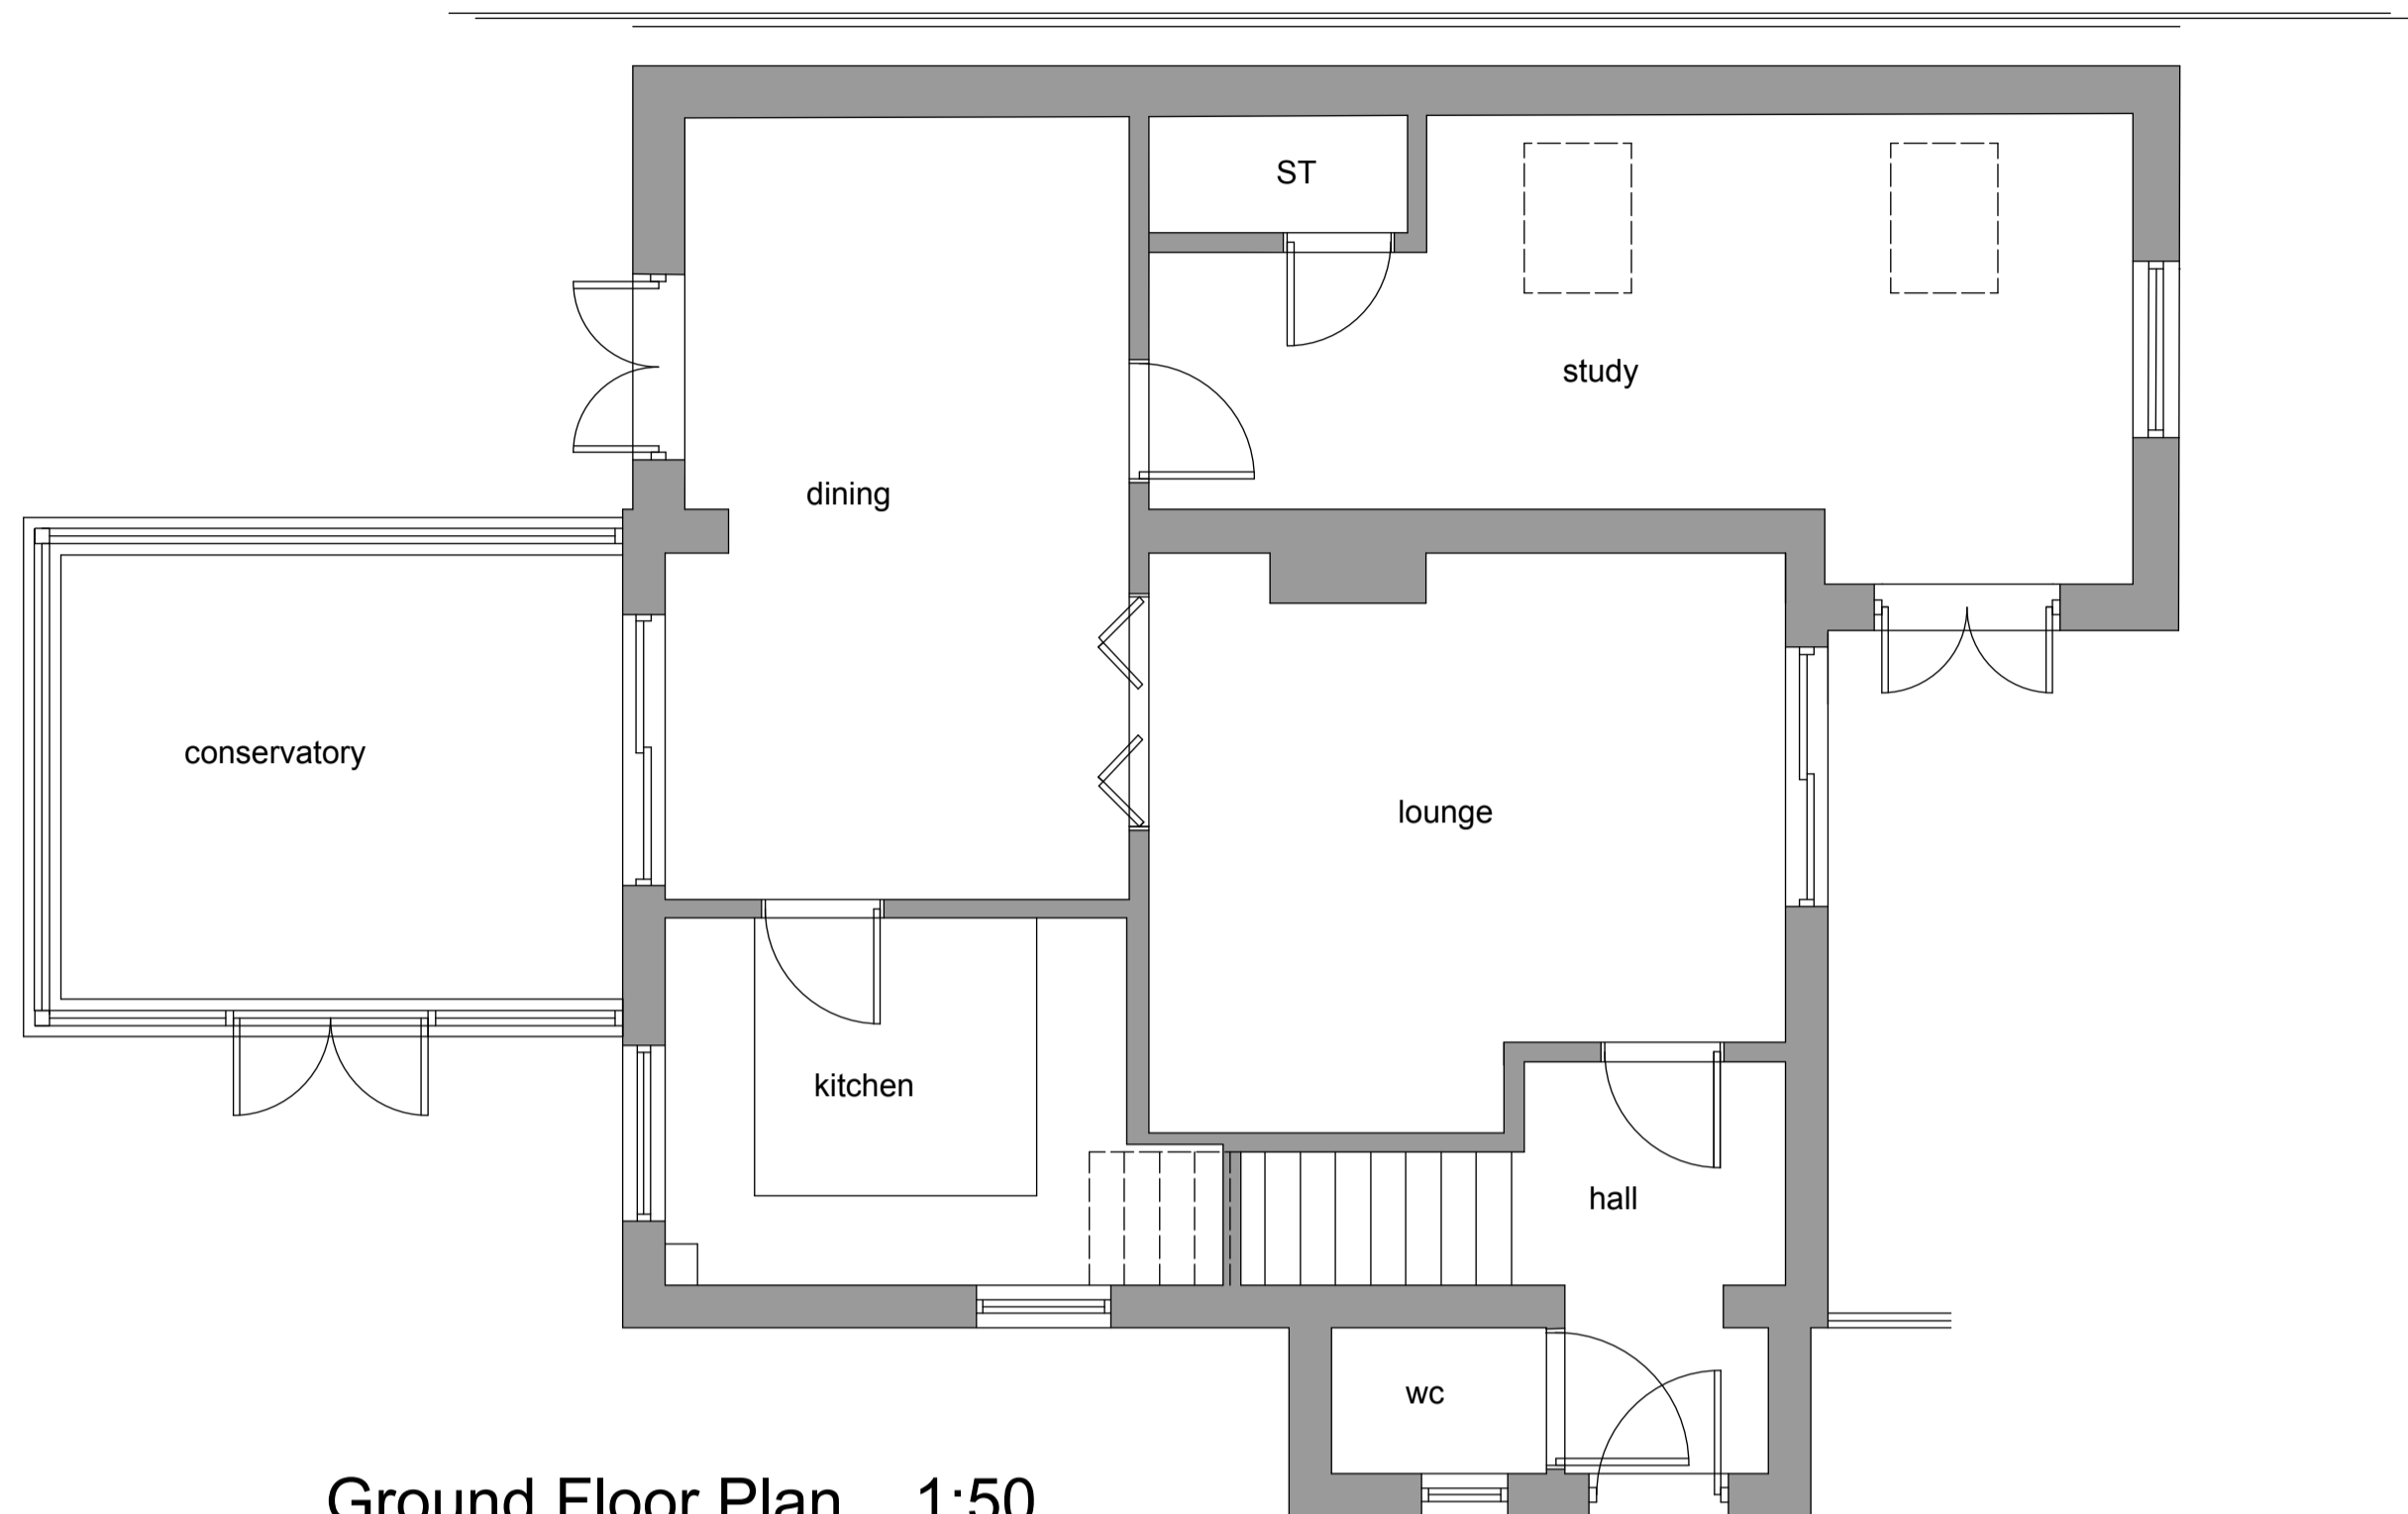 ST
study
dining
conservatory
lounge
kitchen
hall
wc
Ground Floor Plan 1:50